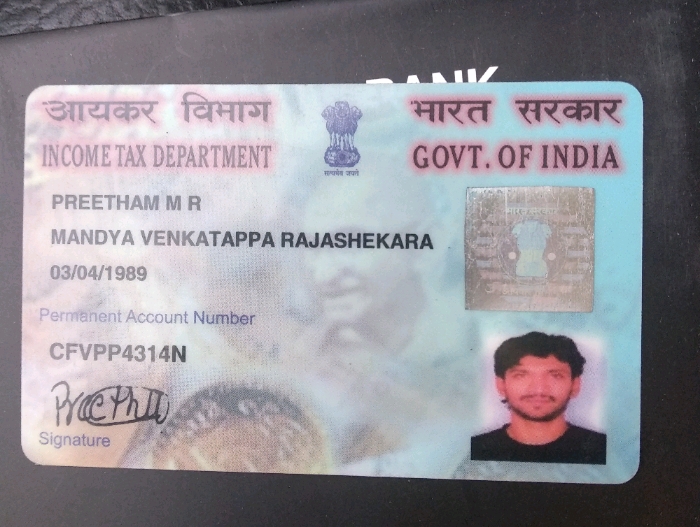 BANK
आयकर विभाग
भारत सरकार
INCOME TAX DEPARTMENT
GOVT. OF INDIA
सत्यमेव जयते
PREETHAM M R
MANDYA VENKATAPPA RAJASHEKARA
03/04/1989
Permanent Account Number
CFVPP4314N
Signature